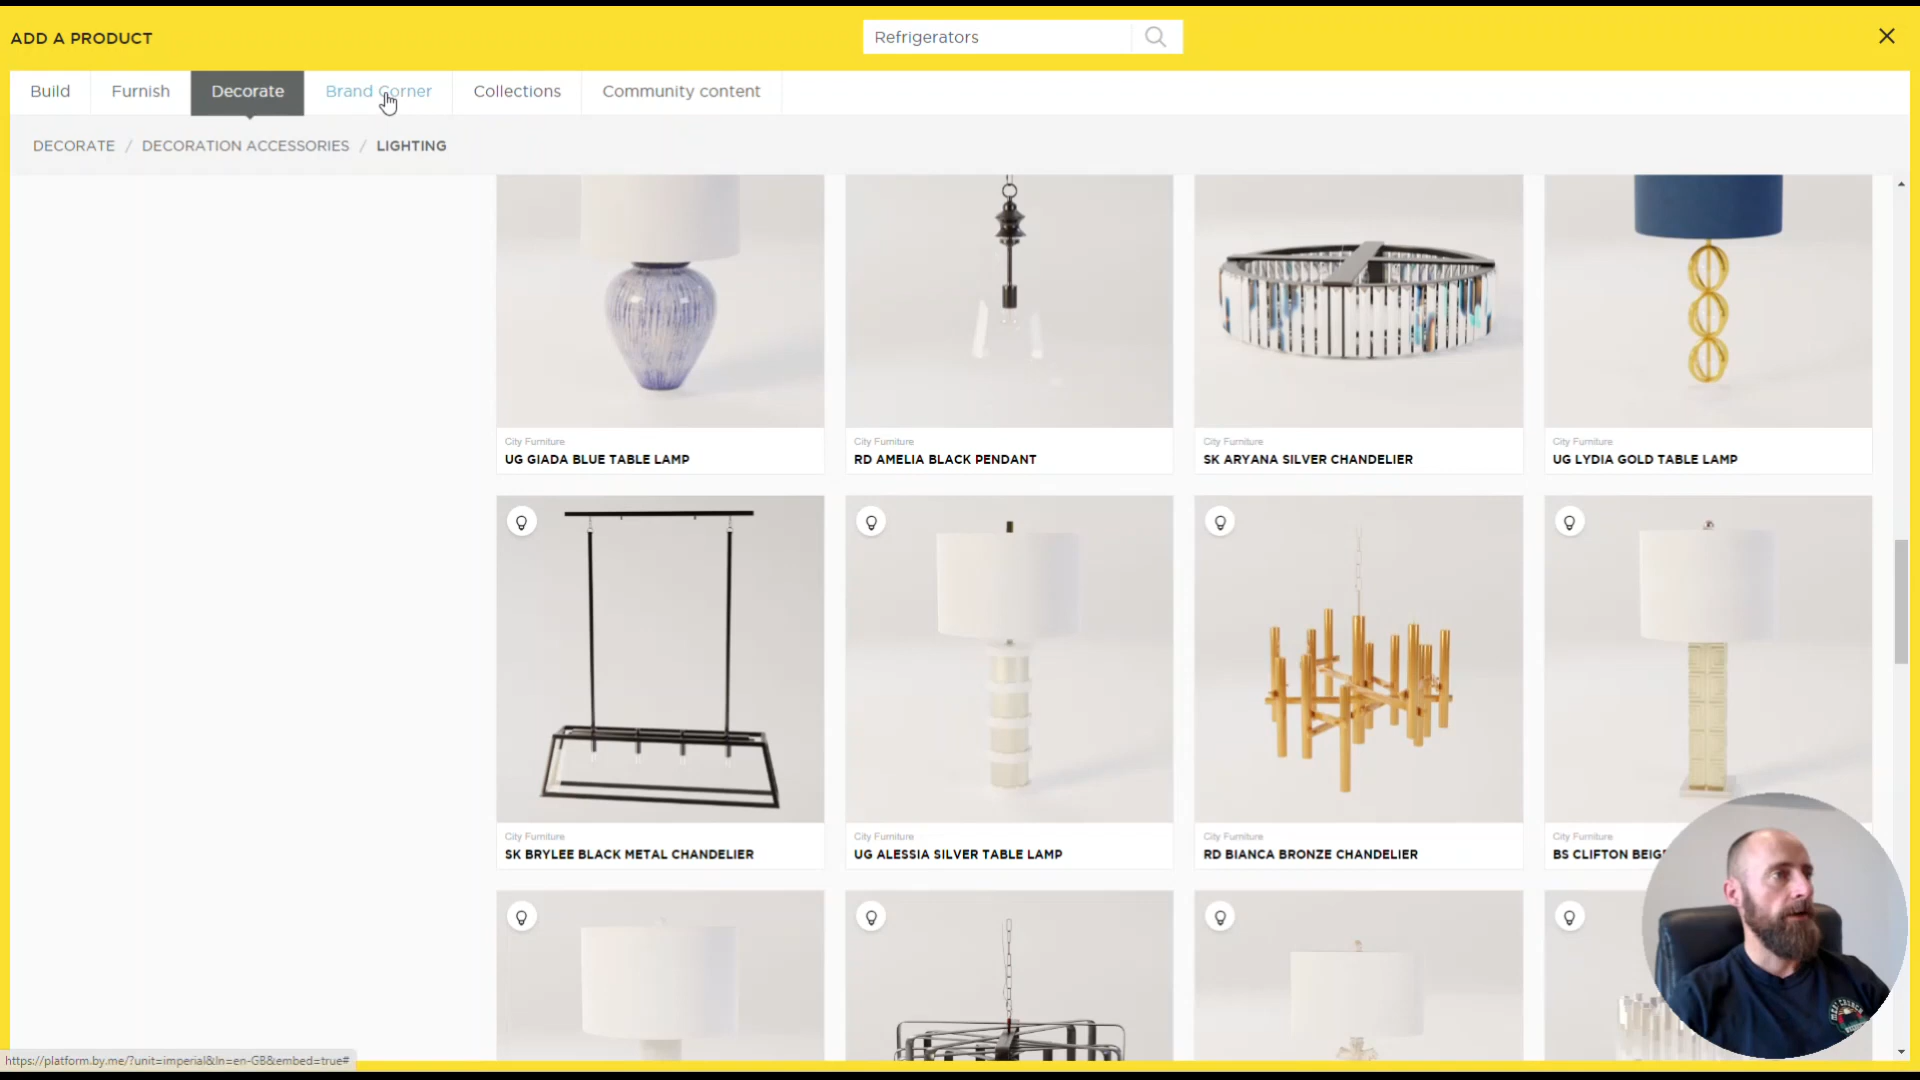 ADD A PRODUCT
Refrigerators
Build
Furnish
Decorate
Brand Corner
Collections
Community content
DECORATE / DECORATION ACCESSORIES / LIGHTING
City Furniture
UG GIADA BLUE TABLE LAMP
City Furniture
RD AMELIA BLACK PENDANT
City Furniture
SK ARYANA SILVER CHANDELIER
City Furniture
UG LYDIA GOLD TABLE LAMP
City Furniture
SK BRYLEE BLACK METAL CHANDELIER
City Furniture
UG ALESSIA SILVER TABLE LAMP
City Furniture
RD BIANCA BRONZE CHANDELIER
City Furniture
BS CLIFTON
https://platform.by.me/?unit=imperial&ln=en-GB&embed=true#